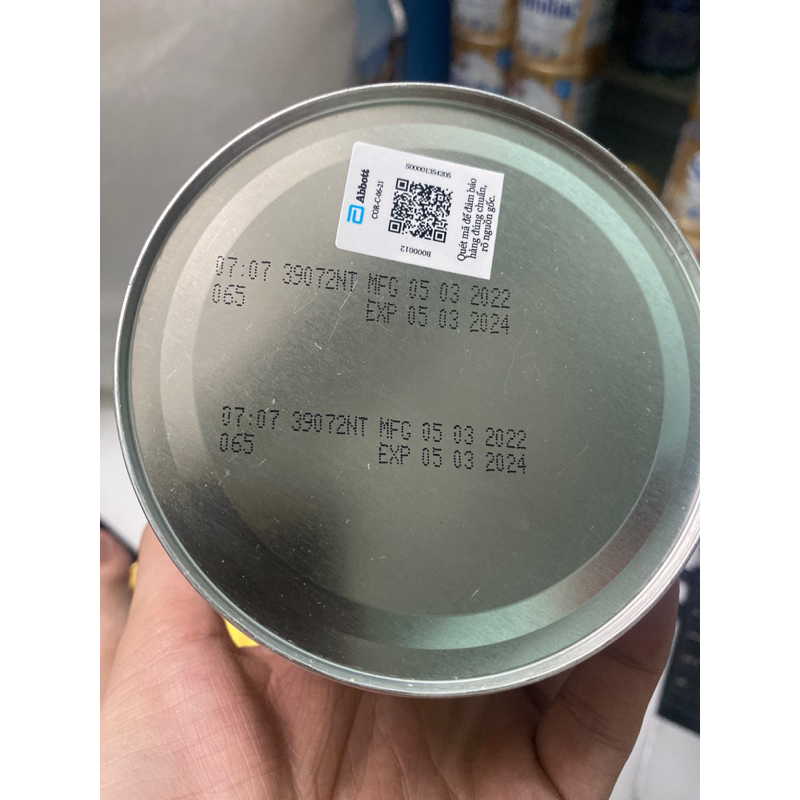 Abbott
COR-C-06-21
S00001354205
B000012
Quét mã để đảm bảo
hàng đúng chuẩn,
rõ nguồn gốc.
07:07 39072NT MFG 05 03 2022
065 EXP 05 03 2024
07:07 39072NT MFG 05 03 2022
065 EXP 05 03 2024